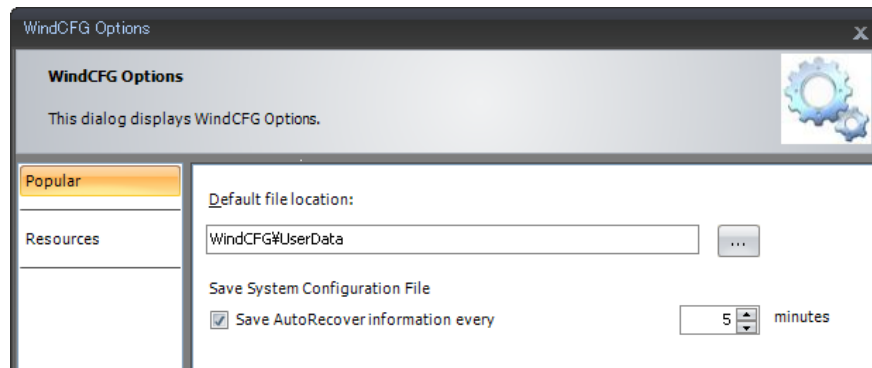 WindCFG Options
x
WindCFG Options
This dialog displays WindCFG Options.
Popular
Resources
Default file location:
WindCFG¥UserData
...
Save System Configuration File
Save AutoRecover information every
5
minutes